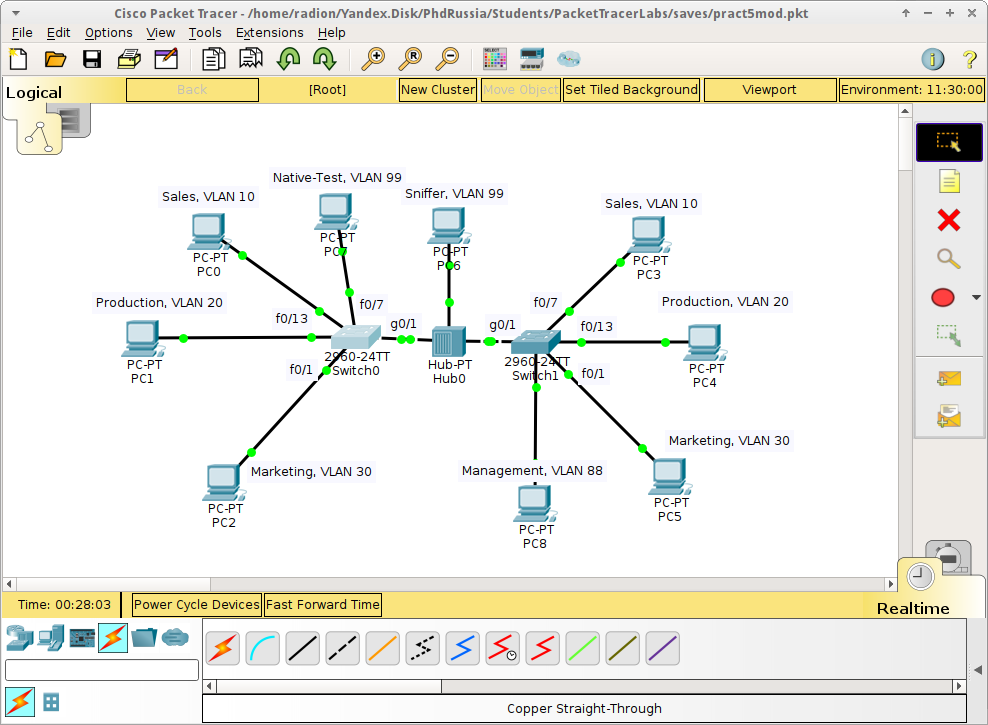 Cisco Packet Tracer - /home/radion/Yandex.Disk/PhdRussia/Students/PacketTracerLabs/saves/pract5mod.pkt
File Edit Options View Tools Extensions Help
Logical
Back
[Root]
New Cluster
Move Object
Set Tiled Background
Viewport
Environment: 11:30:00
Native-Test, VLAN 99
Sales, VLAN 10
Sniffer, VLAN 99
Sales, VLAN 10
PC-PT
PC0
PC-PT
PC7
PC-PT
PC6
PC-PT
PC3
Production, VLAN 20
f0/13
f0/7
g0/1
g0/1
f0/7
f0/13
Production, VLAN 20
PC-PT
PC1
f0/1
2960-24TT
Switch0
Hub-PT
Hub0
2960-24TT
Switch1
f0/1
PC-PT
PC4
Marketing, VLAN 30
Marketing, VLAN 30
Management, VLAN 88
PC-PT
PC2
PC-PT
PC8
PC-PT
PC5
Time: 00:28:03
Power Cycle Devices
Fast Forward Time
Realtime
SELECT
Copper Straight-Through